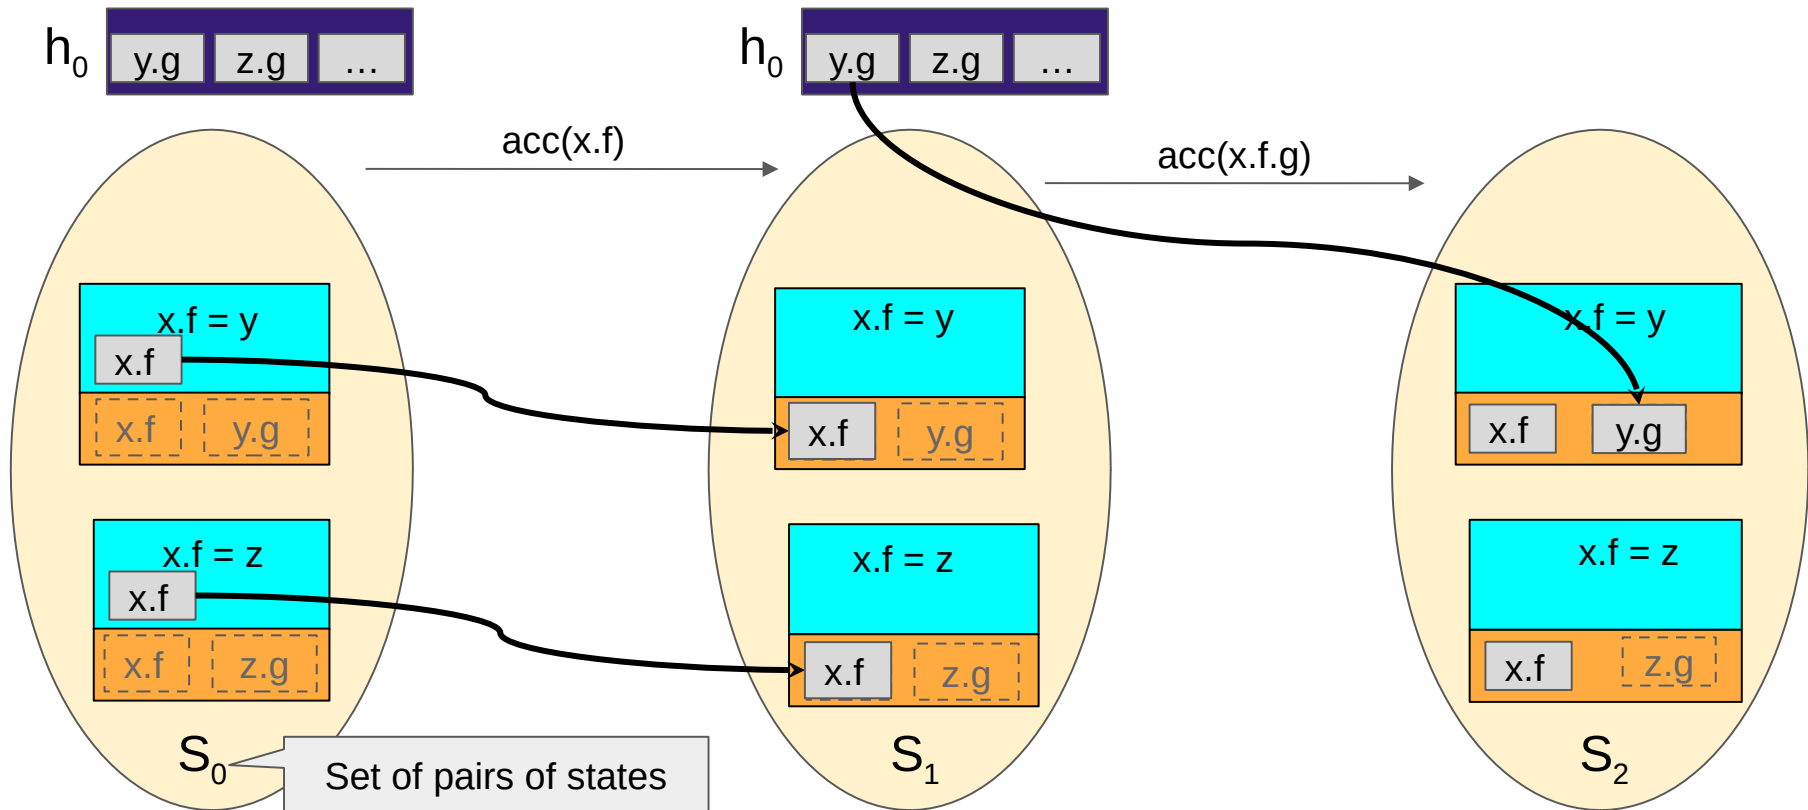 h0 y.g z.g ...
h0 y.g z.g ...
acc(x.f)
acc(x.f.g)
x.f = y
x.f
x.f y.g
x.f = z
x.f
x.f z.g
S0
Set of pairs of states
x.f = y
x.f y.g
x.f = z
x.f z.g
S1
x.f = y
x.f y.g
x.f = z
x.f z.g
S2